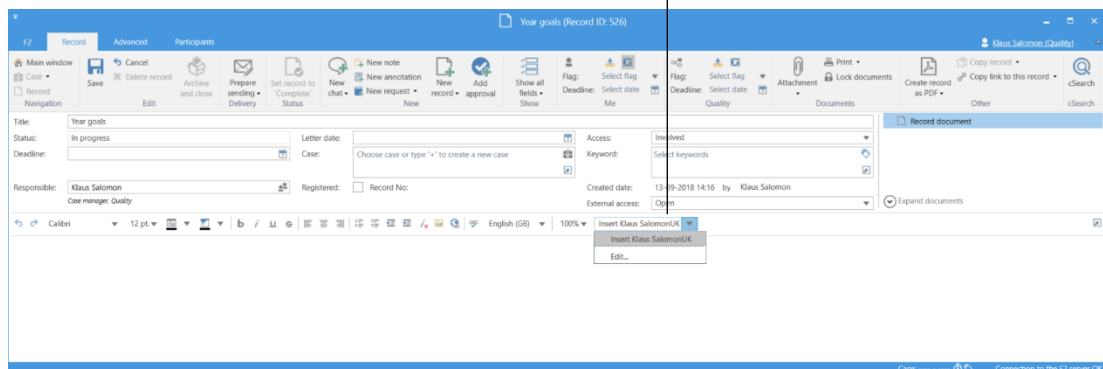 Year goals (Record ID: 526)
F2 Record Advanced Participants
Klaus Salomon (Quality)
Main window
Case
Record
Navigation
Save
Cancel
Delete record
Archive and close
Edit
Prepare sending
Delivery
Set record to 'Complete'
Status
New chat
New note
New annotation
New request
New record
Add approval
New
Show all fields
Show
Flag: Select flag
Deadline: Select date
Me
Flag: Select flag
Deadline: Select date
Quality
Attachment
Print
Lock documents
Documents
Create record as PDF
Copy record
Copy link to this record
Other
cSearch
cSearch
Title: Year goals
Record document
Status: In progress
Letter date:
Access: Involved
Deadline:
Case: Choose case or type '+' to create a new case
Keyword: Select keywords
Responsible: Klaus Salomon
Case manager, Quality
Registered: Record No:
Created date: 13-09-2018 14:16 by Klaus Salomon
External access: Open
Expand documents
Calibri 12 pt. b i u English (GB) 100% Insert Klaus SalomonUK
Insert Klaus SalomonUK
Edit...
Connection to the F2 server OK